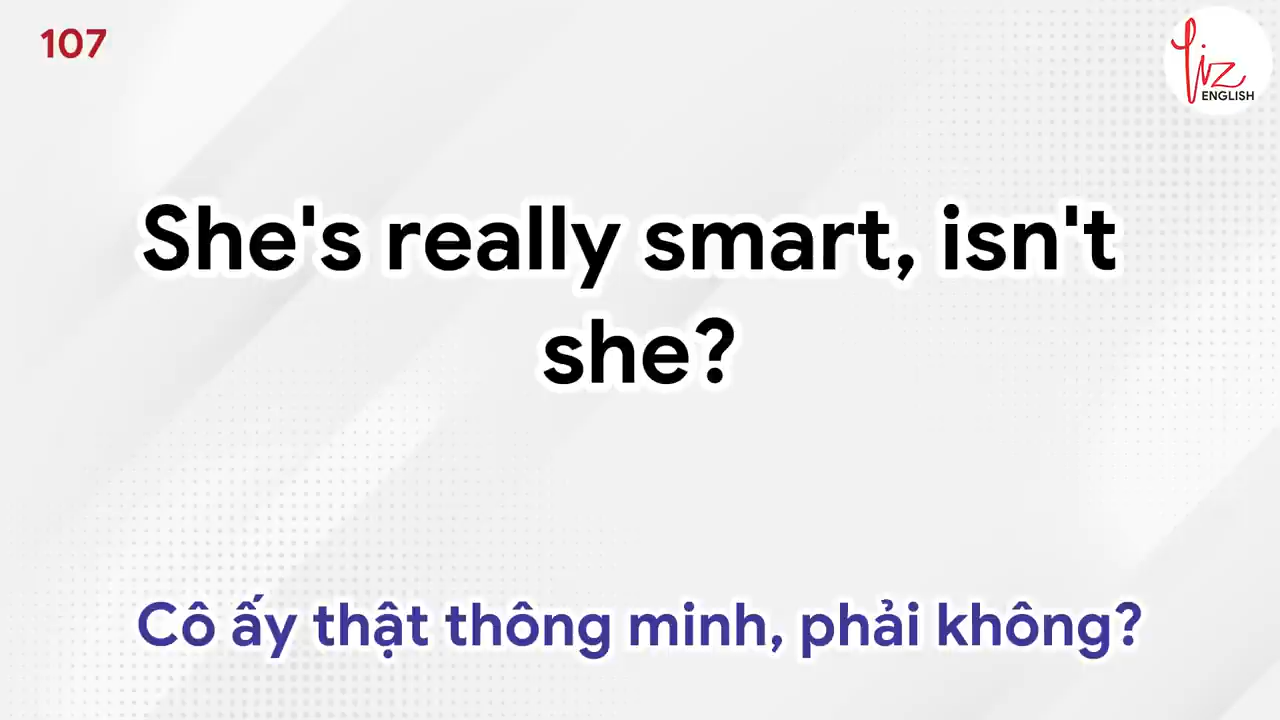 107
liz
ENGLISH
She's really smart, isn't
she?
Cô ấy thật thông minh, phải không?